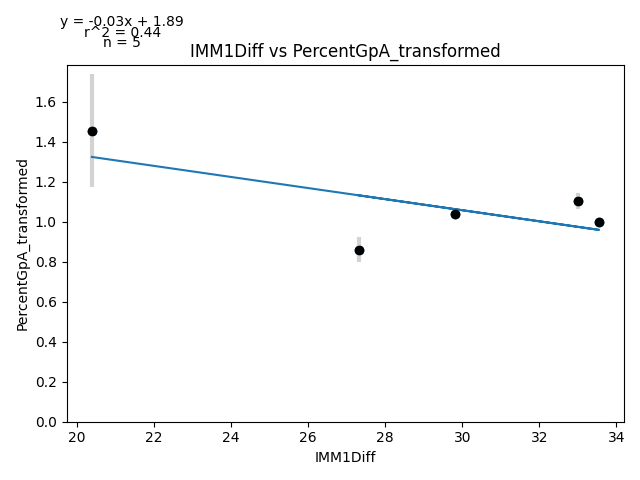 y = -0.03x + 1.89
r^2 = 0.44
n = 5
IMM1Diff vs PercentGpA_transformed
PercentGpA_transformed
1.6
1.4
1.2
1.0
0.8
0.6
0.4
0.2
0.0
20 22 24 26 28 30 32 34
IMM1Diff